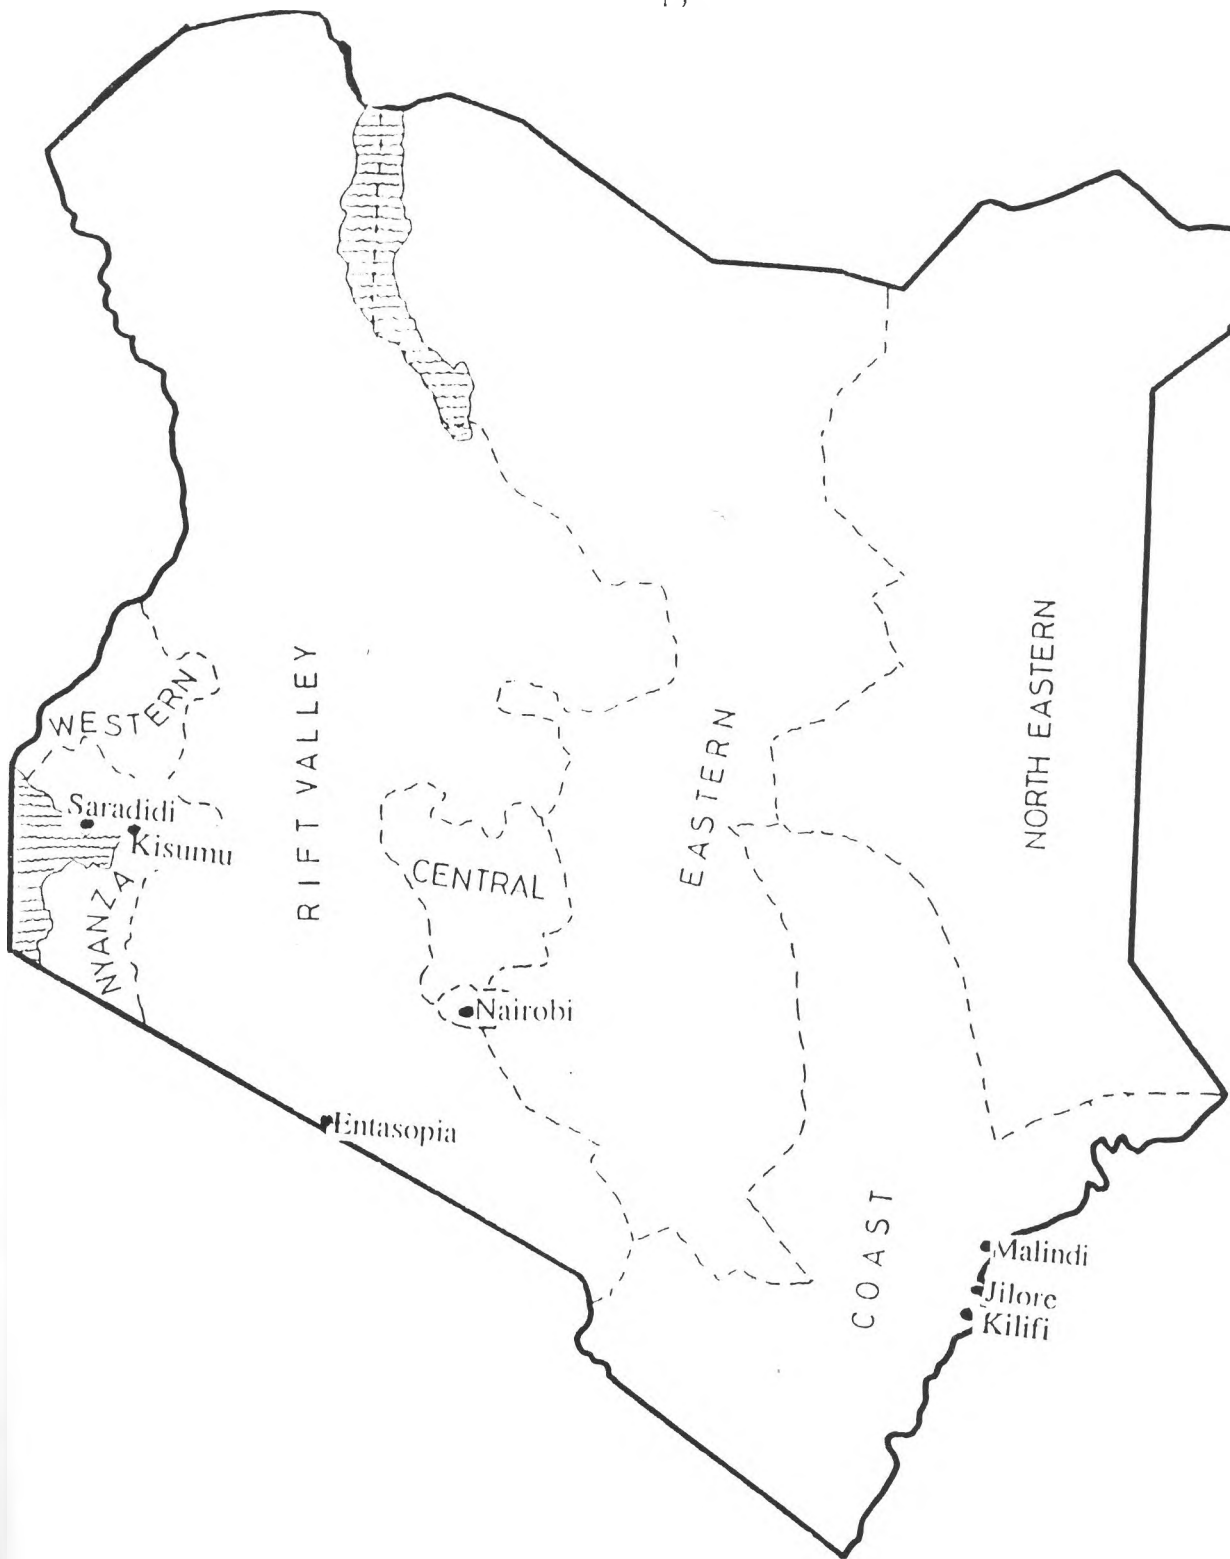 WESTERN
RIFT VALLEY
EASTERN
NORTH EASTERN
Saradidi
Kisumu
NYANZA
CENTRAL
Nairobi
Entasopia
COAST
Malindi
Jilore
Kilifi